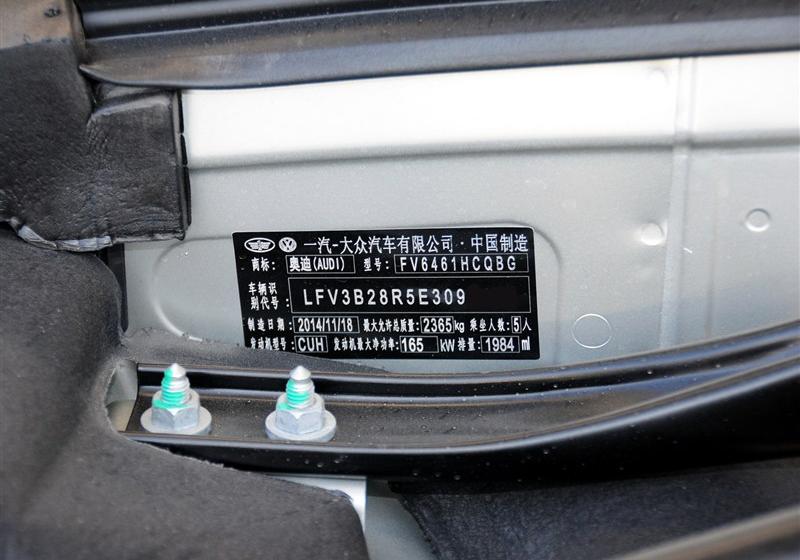 一汽-大众汽车有限公司·中国制造
商标: 奥迪(AUDI) 型号: FV6461HCQBG
车辆识别代号: LFV3B28R5E309
制造日期: 2014/11/18 最大允许总质量: 2365kg 乘坐人数: 5人
发动机型号: CUH 发动机最大净功率: 165 kW 排量: 1984 ml